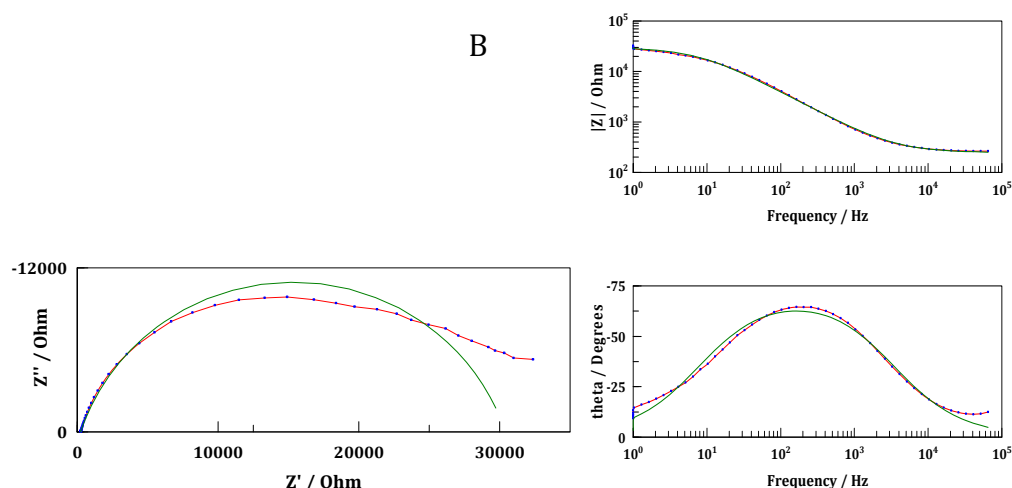 B
10^5
10^4
10^3
10^2
|Z| / Ohm
10^0 10^1 10^2 10^3 10^4 10^5
Frequency / Hz
-12000
0
Z'' / Ohm
0 10000 20000 30000
Z' / Ohm
-75
-50
-25
0
theta / Degrees
10^0 10^1 10^2 10^3 10^4 10^5
Frequency / Hz